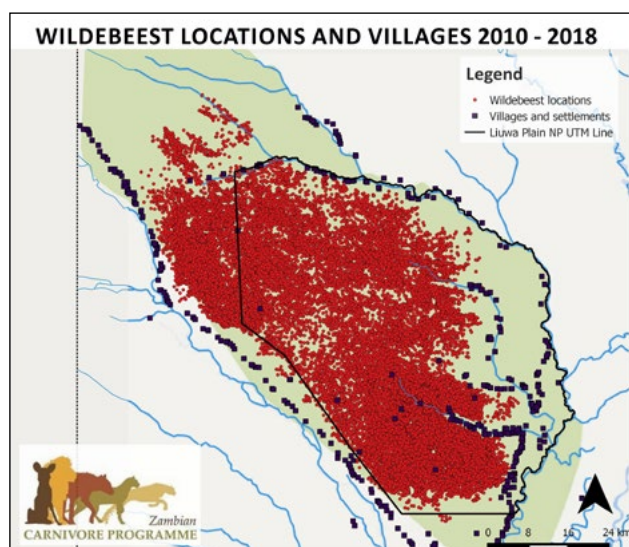 WILDEBEEST LOCATIONS AND VILLAGES 2010 - 2018
Legend
Wildebeest locations
Villages and settlements
Liuwa Plain NP UTM Line
Zambian
CARNIVORE PROGRAMME
0 8 16 24 km